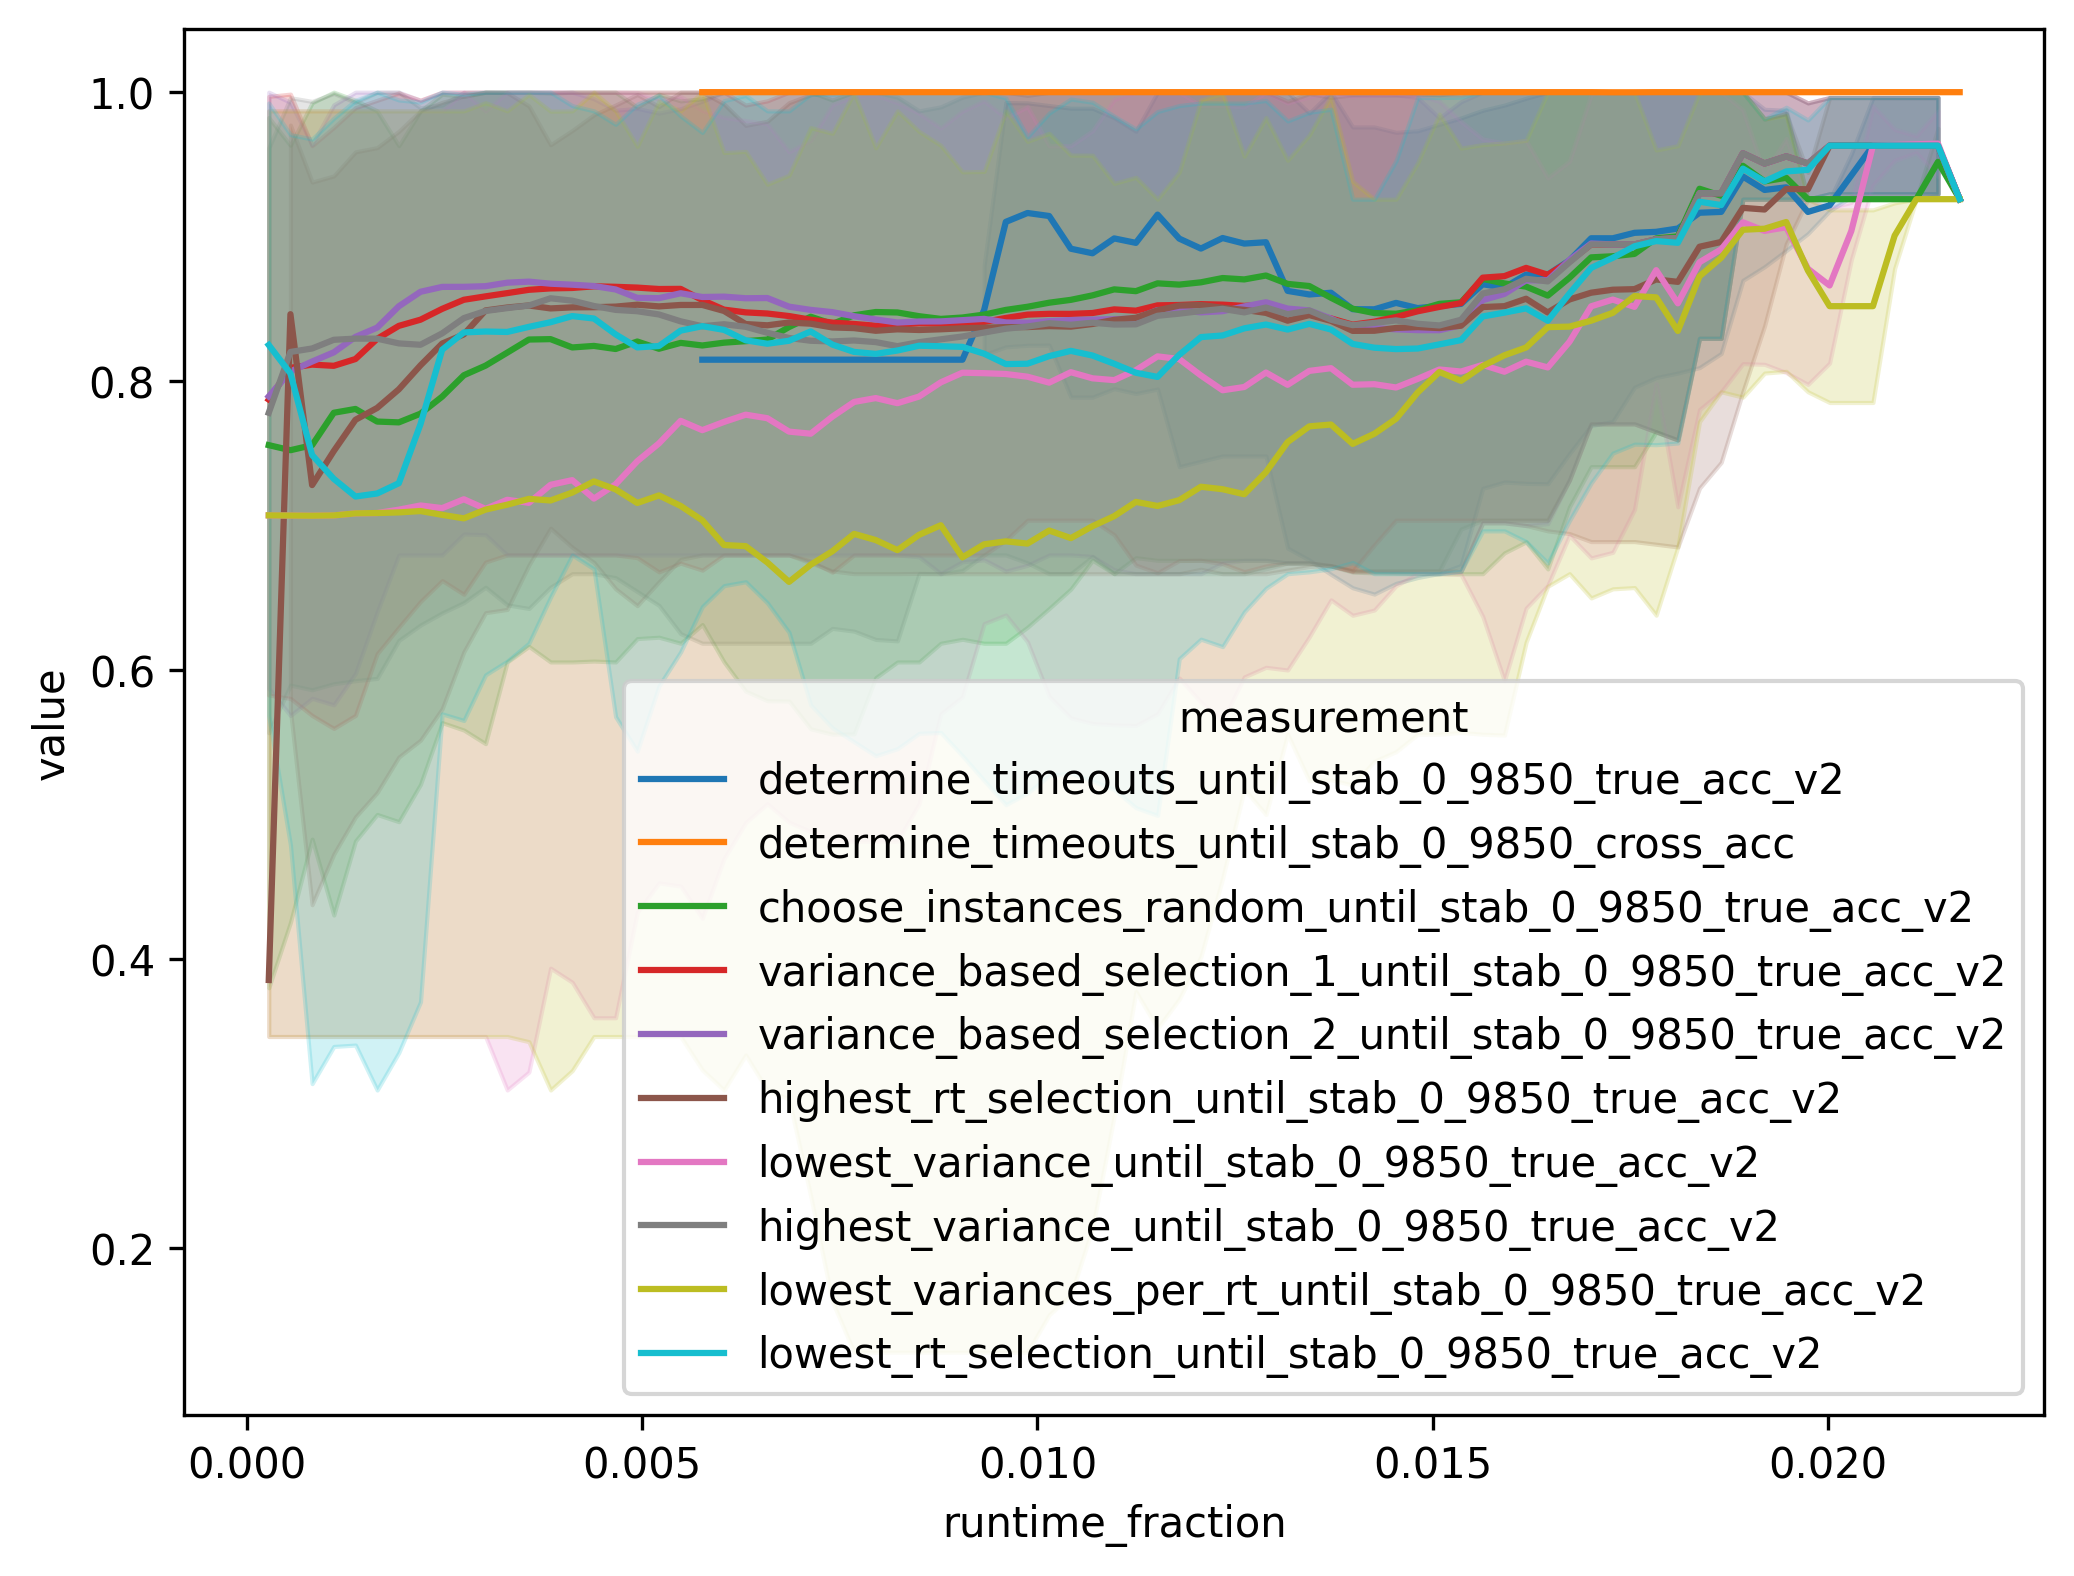 1.0
0.8
0.6
0.4
0.2
value
measurement
determine_timeouts_until_stab_0_9850_true_acc_v2
determine_timeouts_until_stab_0_9850_cross_acc
choose_instances_random_until_stab_0_9850_true_acc_v2
variance_based_selection_1_until_stab_0_9850_true_acc_v2
variance_based_selection_2_until_stab_0_9850_true_acc_v2
highest_rt_selection_until_stab_0_9850_true_acc_v2
lowest_variance_until_stab_0_9850_true_acc_v2
highest_variance_until_stab_0_9850_true_acc_v2
lowest_variances_per_rt_until_stab_0_9850_true_acc_v2
lowest_rt_selection_until_stab_0_9850_true_acc_v2
0.000 0.005 0.010 0.015 0.020
runtime_fraction